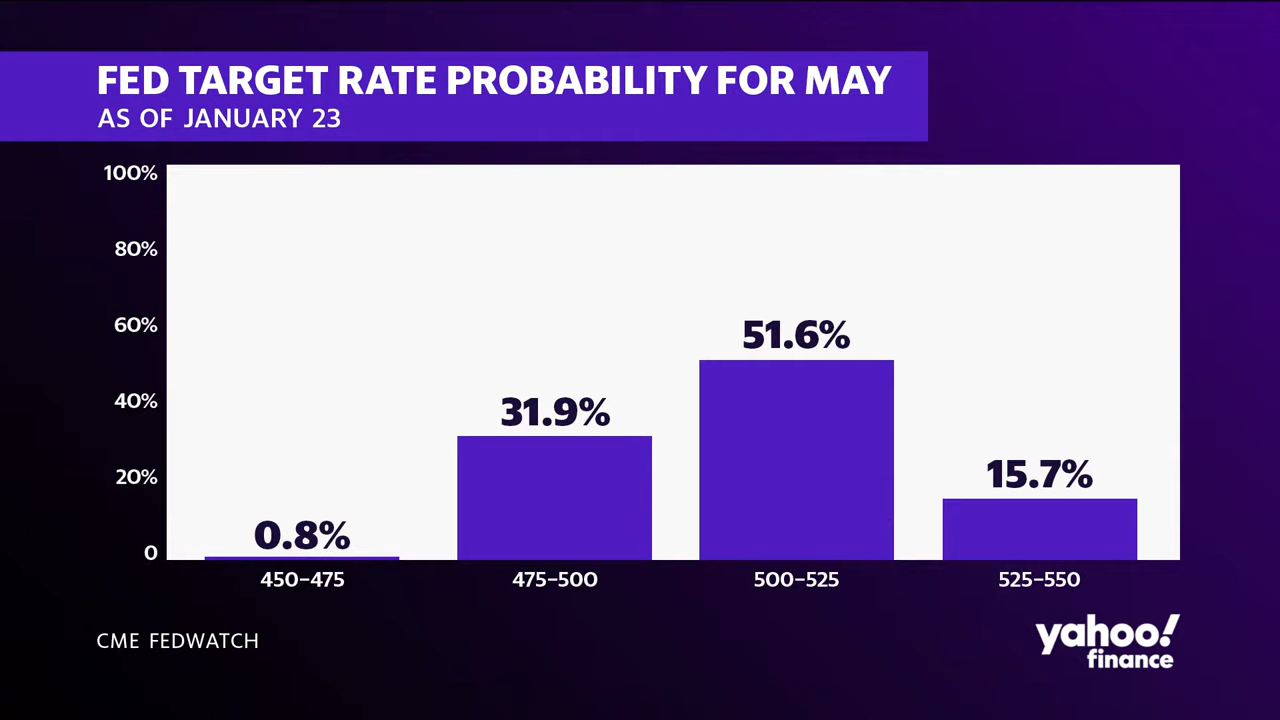 FED TARGET RATE PROBABILITY FOR MAY
AS OF JANUARY 23
100%
80%
60%
40%
20%
0
0.8%
31.9%
51.6%
15.7%
450–475
475–500
500–525
525–550
CME FEDWATCH
yahoo!
finance